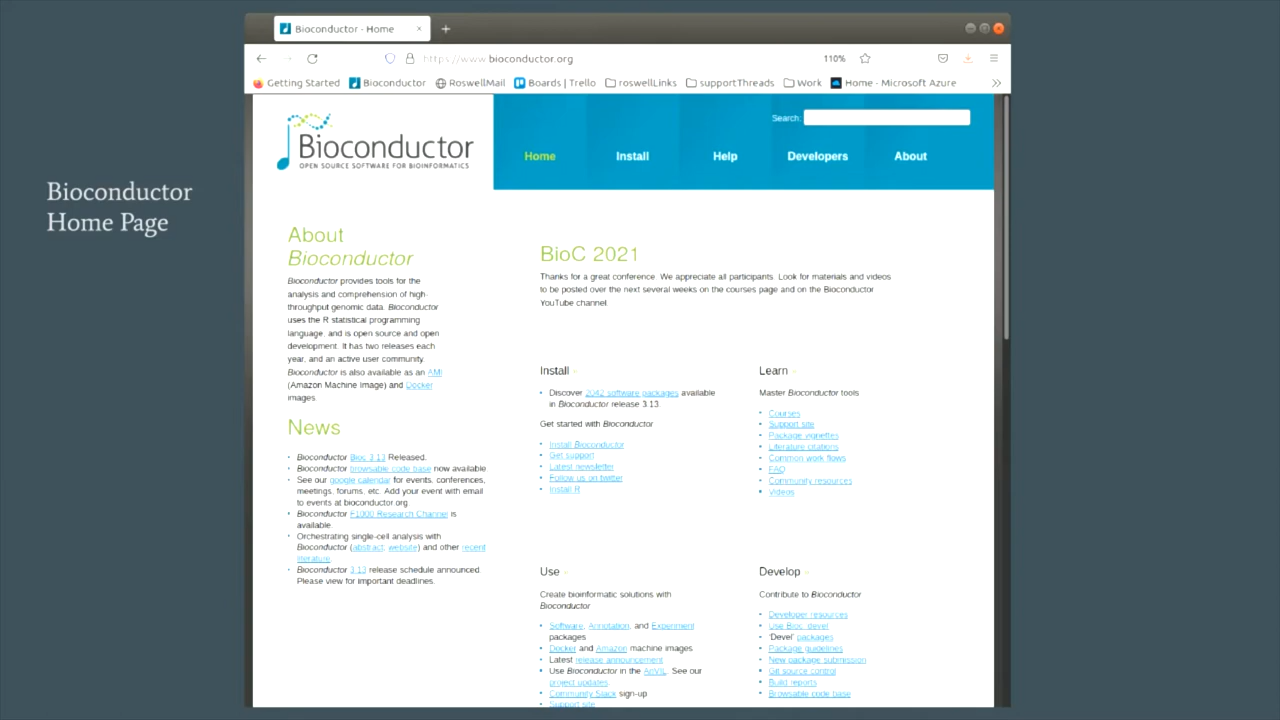 Bioconductor
Home Page
Bioconductor - Home
https://www.bioconductor.org
110%
Getting Started
Bioconductor
RoswellMail
Boards | Trello
roswellLinks
supportThreads
Work
Home - Microsoft Azure
Bioconductor
OPEN SOURCE SOFTWARE FOR BIOINFORMATICS
Search:
Home
Install
Help
Developers
About
About
Bioconductor
Bioconductor provides tools for the
analysis and comprehension of high-
throughput genomic data. Bioconductor
uses the R statistical programming
language, and is open source and open
development. It has two releases each
year, and an active user community.
Bioconductor is also available as an AMI
(Amazon Machine Image) and Docker
images.
News
Bioconductor Bioc 3.13 Released.
Bioconductor browsable code base now available.
See our google calendar for events, conferences,
meetings, forums, etc. Add your event with email
to events at bioconductor.org.
Bioconductor F1000 Research Channel is
available.
Orchestrating single-cell analysis with
Bioconductor (abstract; website) and other recent
literature.
Bioconductor 3.13 release schedule announced.
Please view for important deadlines.
BioC 2021
Thanks for a great conference. We appreciate all participants. Look for materials and videos
to be posted over the next several weeks on the courses page and on the Bioconductor
YouTube channel.
Install
Discover 2042 software packages available
in Bioconductor release 3.13.
Get started with Bioconductor
Install Bioconductor
Get support
Latest newsletter
Follow us on twitter
Install R
Learn
Master Bioconductor tools
Courses
Support site
Package vignettes
Literature citations
Common work flows
FAQ
Community resources
Videos
Use
Create bioinformatic solutions with
Bioconductor
Software, Annotation, and Experiment
packages
Docker and Amazon machine images
Latest release announcement
Use Bioconductor in the AnVIL. See our
project updates.
Community Slack sign-up
Support site
Develop
Contribute to Bioconductor
Developer resources
Use Bioc 'devel'
'Devel' packages
Package guidelines
New package submission
Git source control
Build reports
Browsable code base